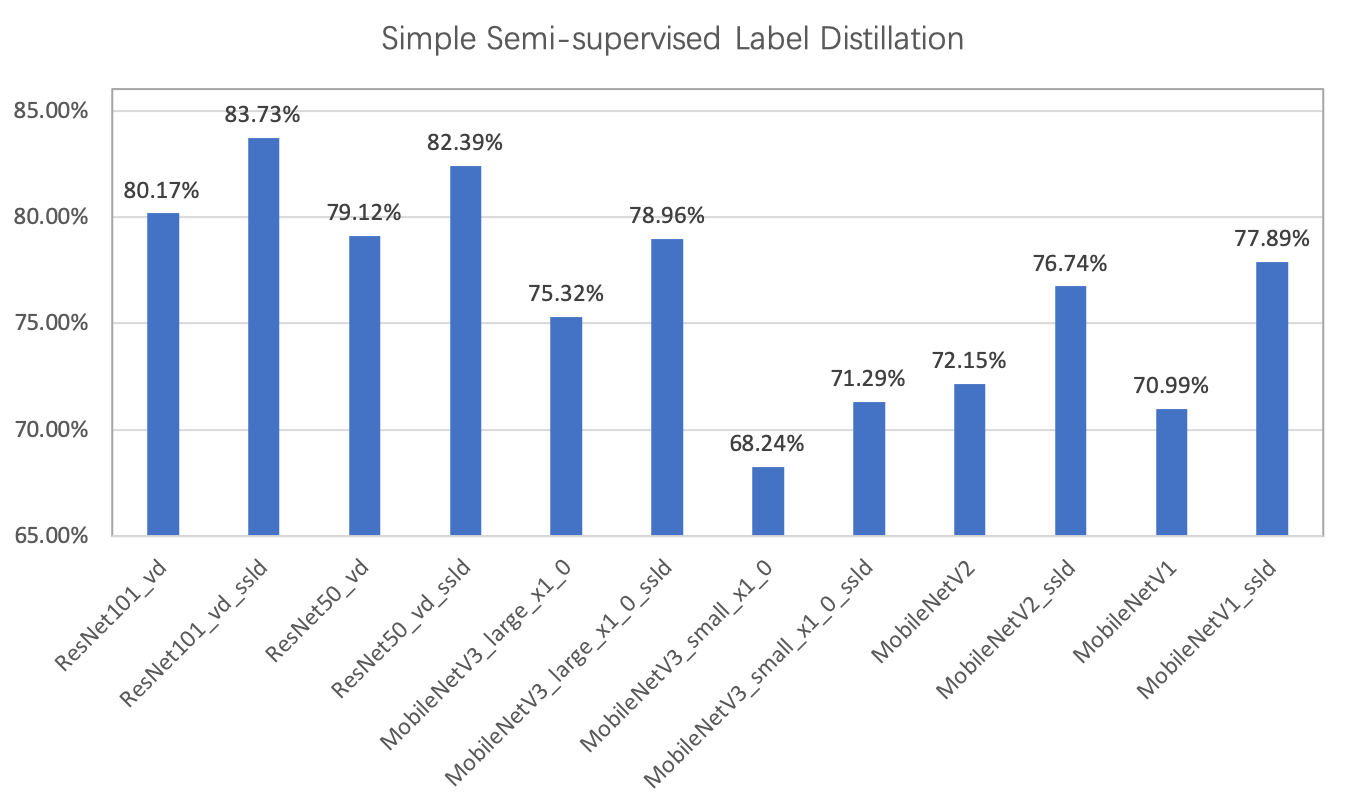 Simple Semi-supervised Label Distillation
85.00%
80.00%
75.00%
70.00%
65.00%
80.17%
83.73%
79.12%
82.39%
75.32%
78.96%
68.24%
71.29%
72.15%
76.74%
70.99%
77.89%
ResNet101_vd
ResNet101_vd_ssld
ResNet50_vd
ResNet50_vd_ssld
MobileNetV3_large_x1_0
MobileNetV3_large_x1_0_ssld
MobileNetV3_small_x1_0
MobileNetV3_small_x1_0_ssld
MobileNetV2
MobileNetV2_ssld
MobileNetV1
MobileNetV1_ssld